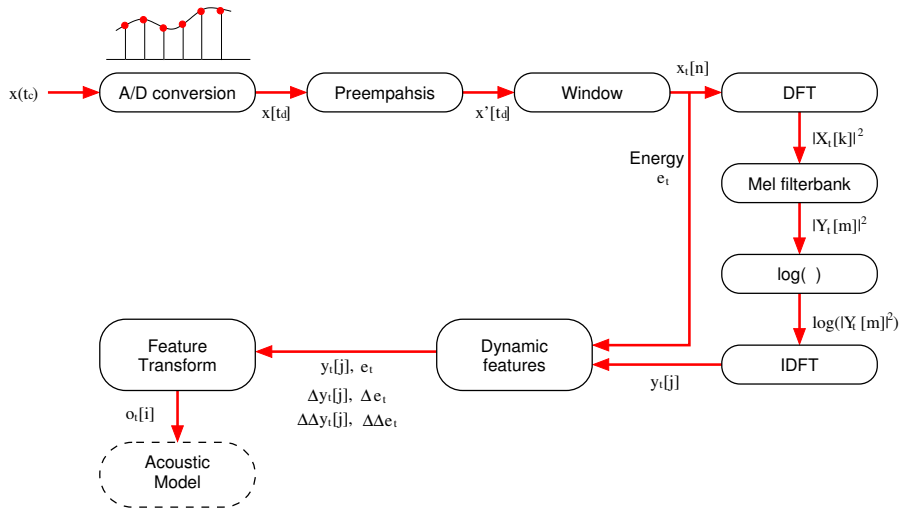 x(tc)
A/D conversion
x[td]
Preempahsis
x'[td]
Window
xt[n]
DFT
|Xt[k]|²
Energy
et
Mel filterbank
|Yt[m]|²
log( )
log(|Yt[m]|²)
IDFT
yt[j]
Dynamic
features
yt[j], et
Δyt[j], Δet
ΔΔyt[j], ΔΔet
Feature
Transform
ot[i]
Acoustic
Model